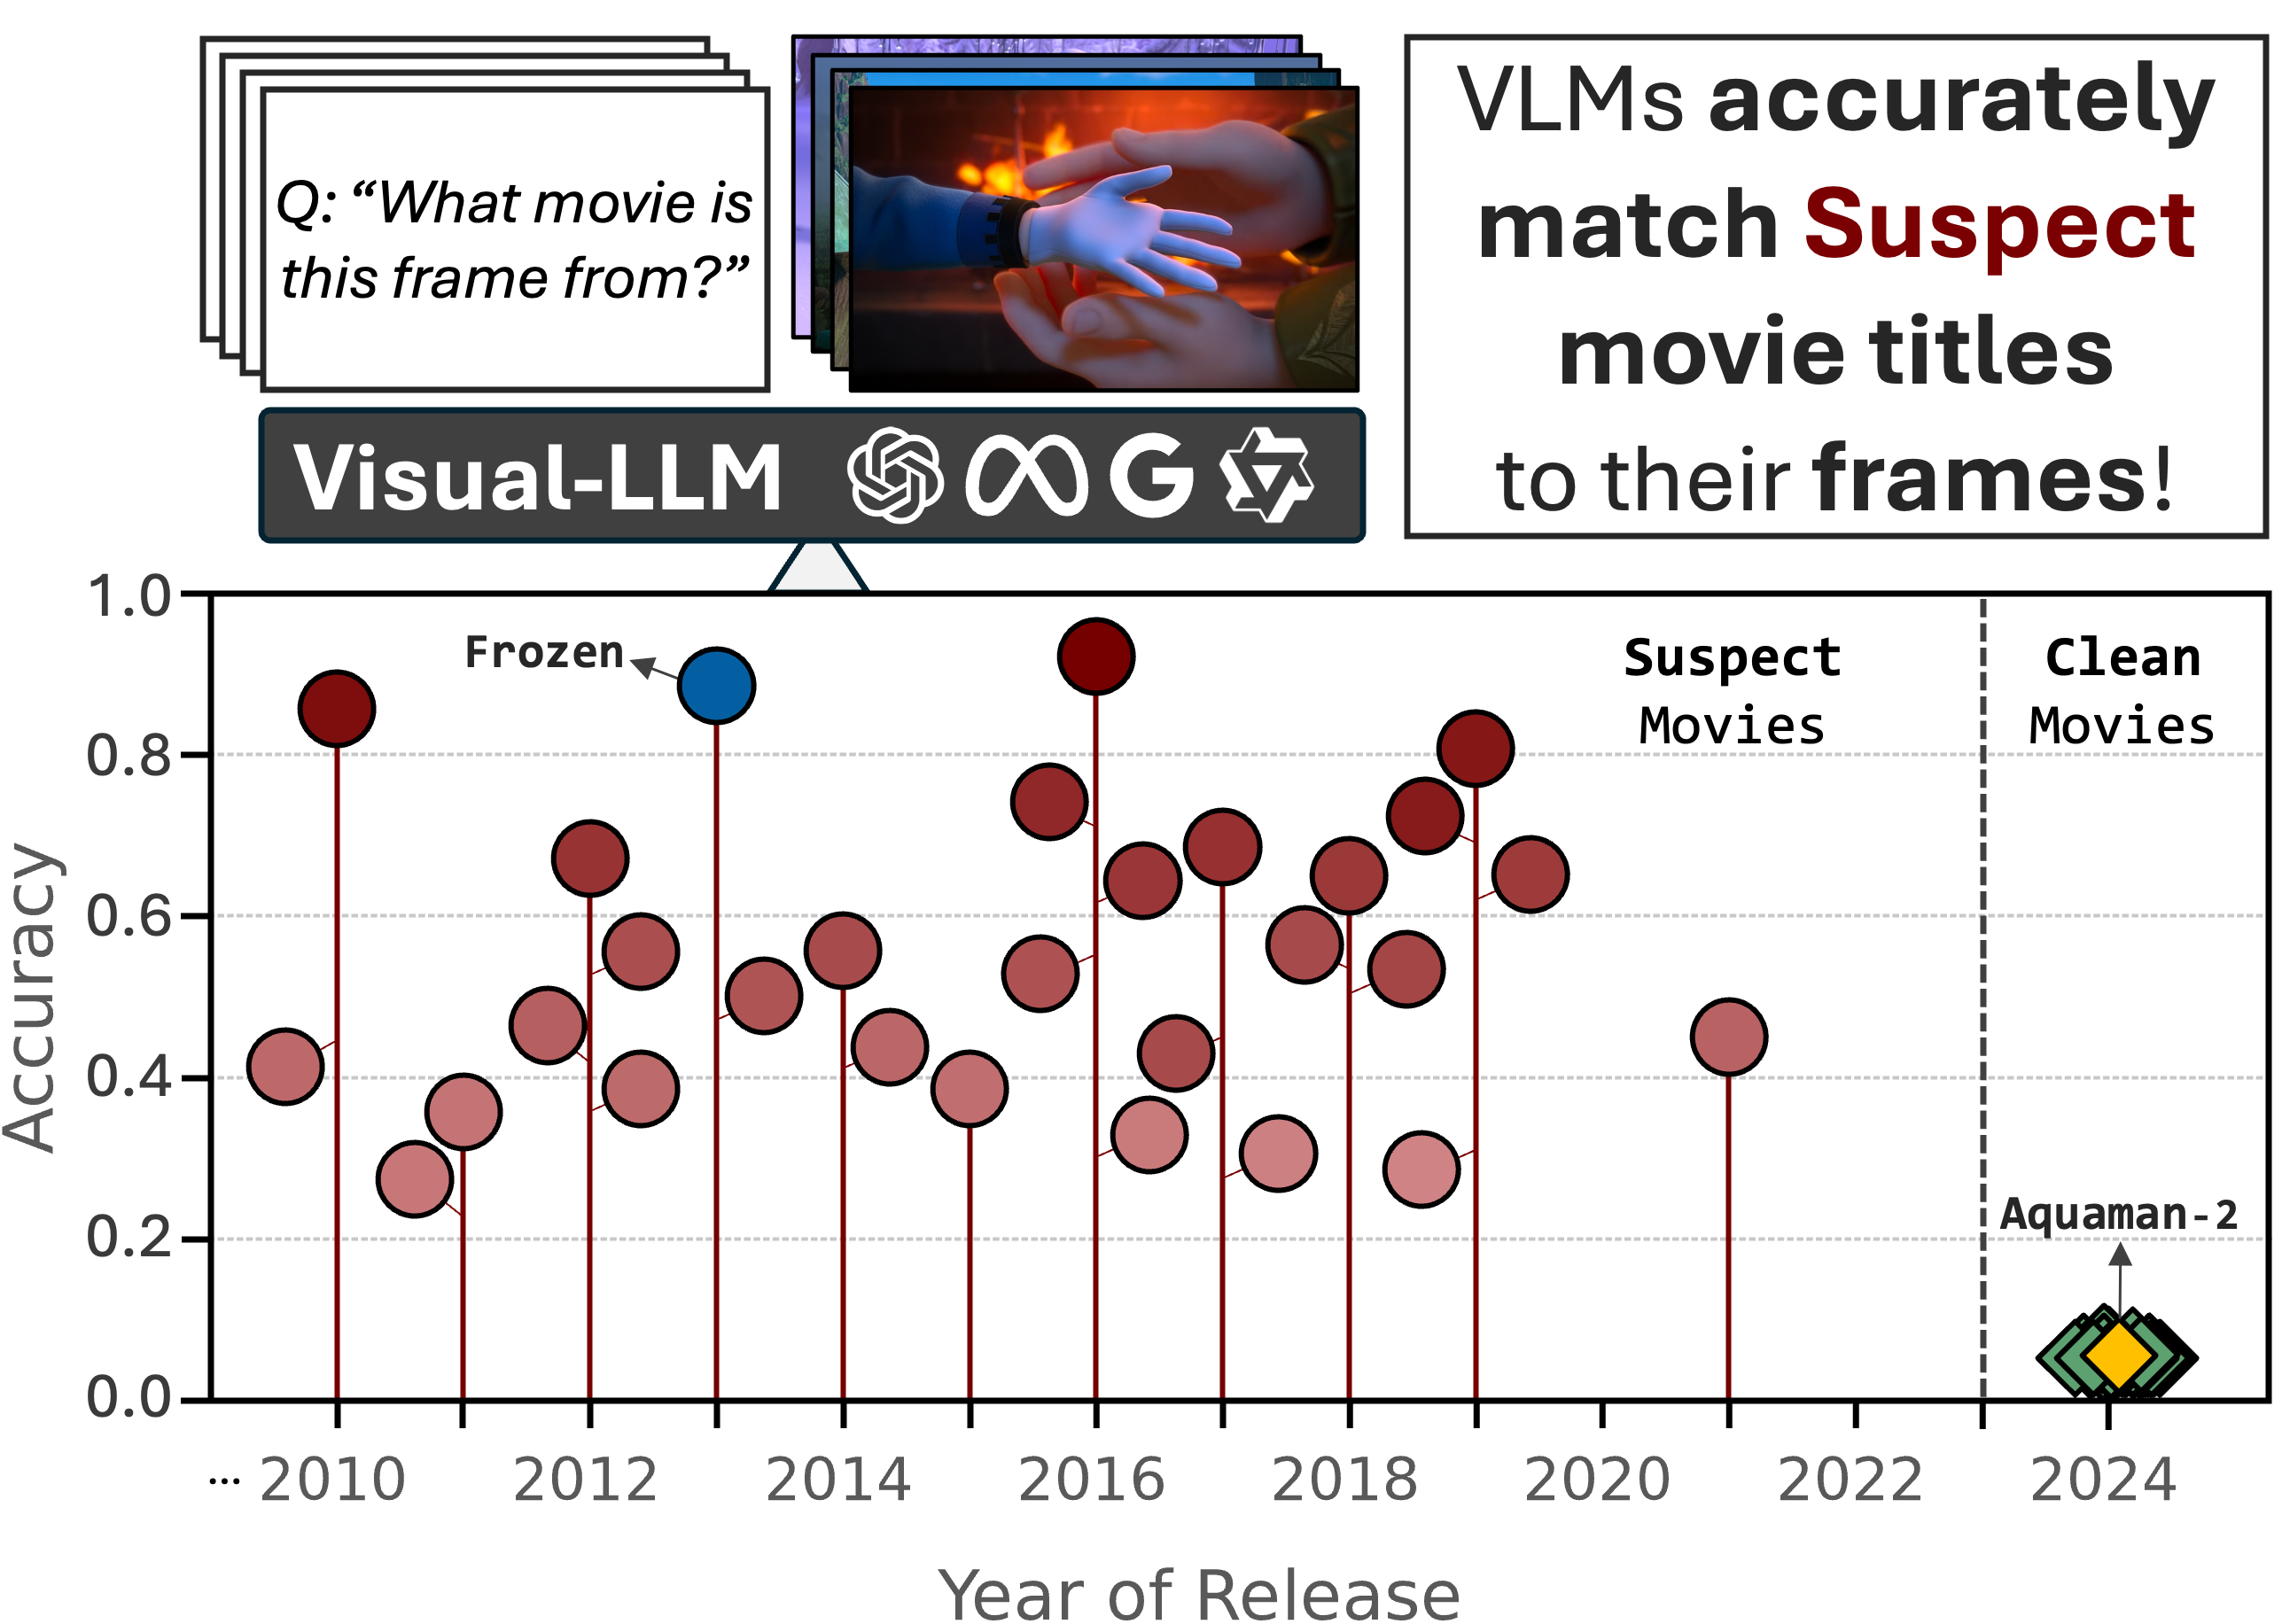 Q: “What movie is
this frame from?”
VLMs accurately
match Suspect
movie titles
to their frames!
Visual-LLM
Accuracy
1.0
0.8
0.6
0.4
0.2
0.0
Frozen
Suspect
Movies
Clean
Movies
Aquaman-2
... 2010 2012 2014 2016 2018 2020 2022 2024
Year of Release